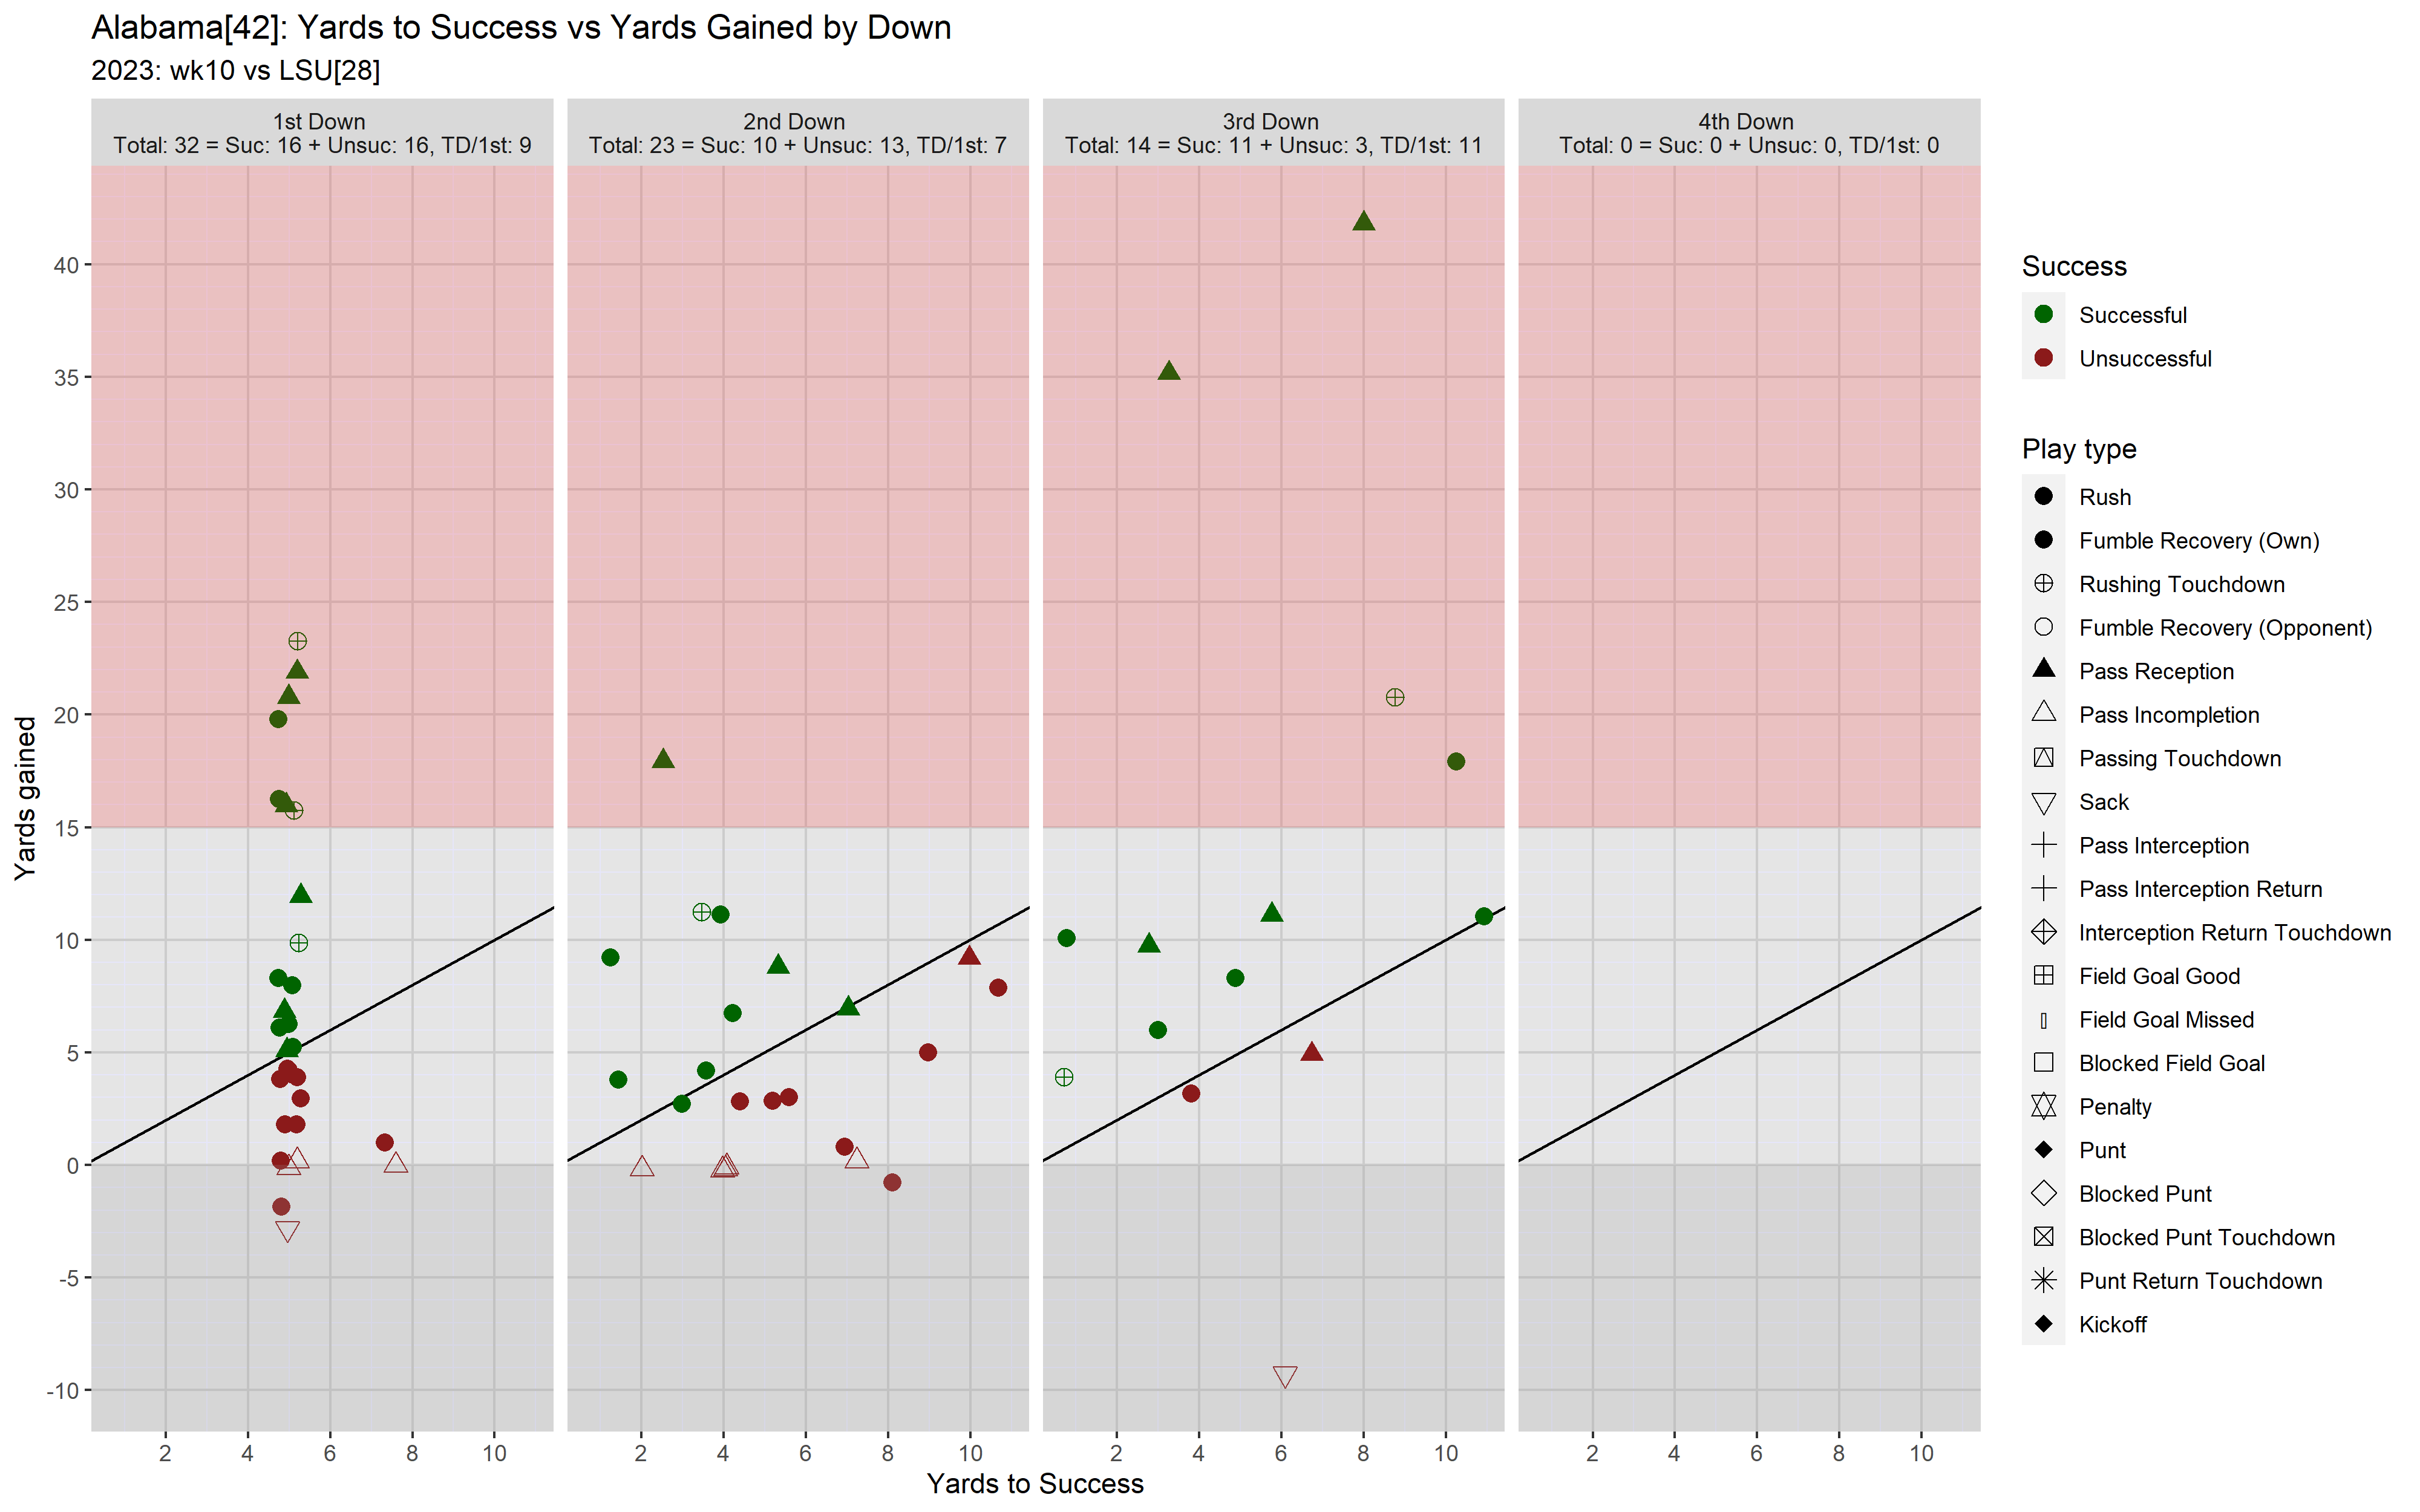 Alabama[42]: Yards to Success vs Yards Gained by Down
2023: wk10 vs LSU[28]
1st Down
Total: 32 = Suc: 16 + Unsuc: 16, TD/1st: 9
2nd Down
Total: 23 = Suc: 10 + Unsuc: 13, TD/1st: 7
3rd Down
Total: 14 = Suc: 11 + Unsuc: 3, TD/1st: 11
4th Down
Total: 0 = Suc: 0 + Unsuc: 0, TD/1st: 0
Yards gained
40
35
30
25
20
15
10
5
0
-5
-10
2 4 6 8 10
2 4 6 8 10
2 4 6 8 10
2 4 6 8 10
Yards to Success
Success
Successful
Unsuccessful
Play type
Rush
Fumble Recovery (Own)
Rushing Touchdown
Fumble Recovery (Opponent)
Pass Reception
Pass Incompletion
Passing Touchdown
Sack
Pass Interception
Pass Interception Return
Interception Return Touchdown
Field Goal Good
Field Goal Missed
Blocked Field Goal
Penalty
Punt
Blocked Punt
Blocked Punt Touchdown
Punt Return Touchdown
Kickoff